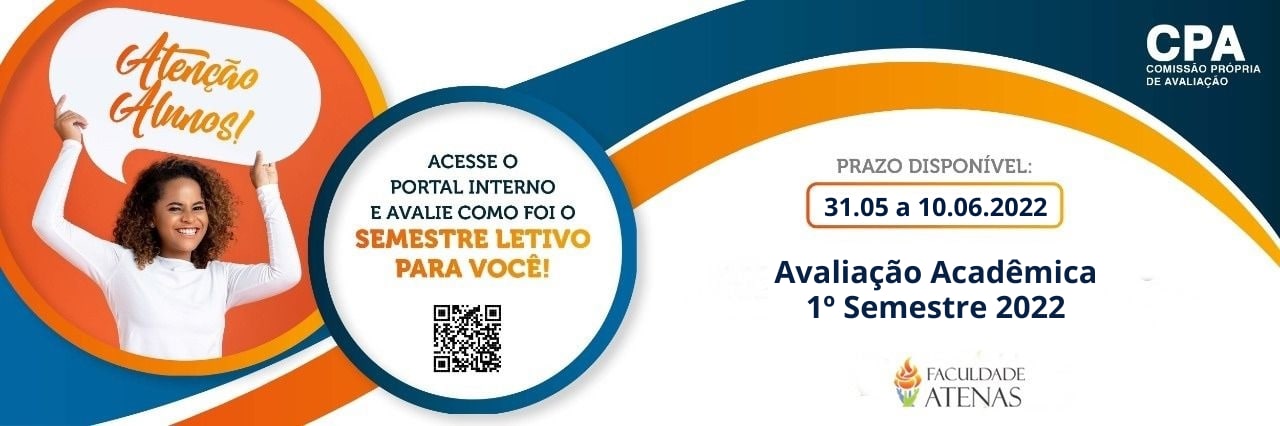 Atenção
Alunos!
ACESSE O
PORTAL INTERNO
E AVALIE COMO FOI O
SEMESTRE LETIVO
PARA VOCÊ!
CPA
COMISSÃO PRÓPRIA
DE AVALIAÇÃO
PRAZO DISPONÍVEL:
31.05 a 10.06.2022
Avaliação Acadêmica
1º Semestre 2022
FACULDADE
ATENAS